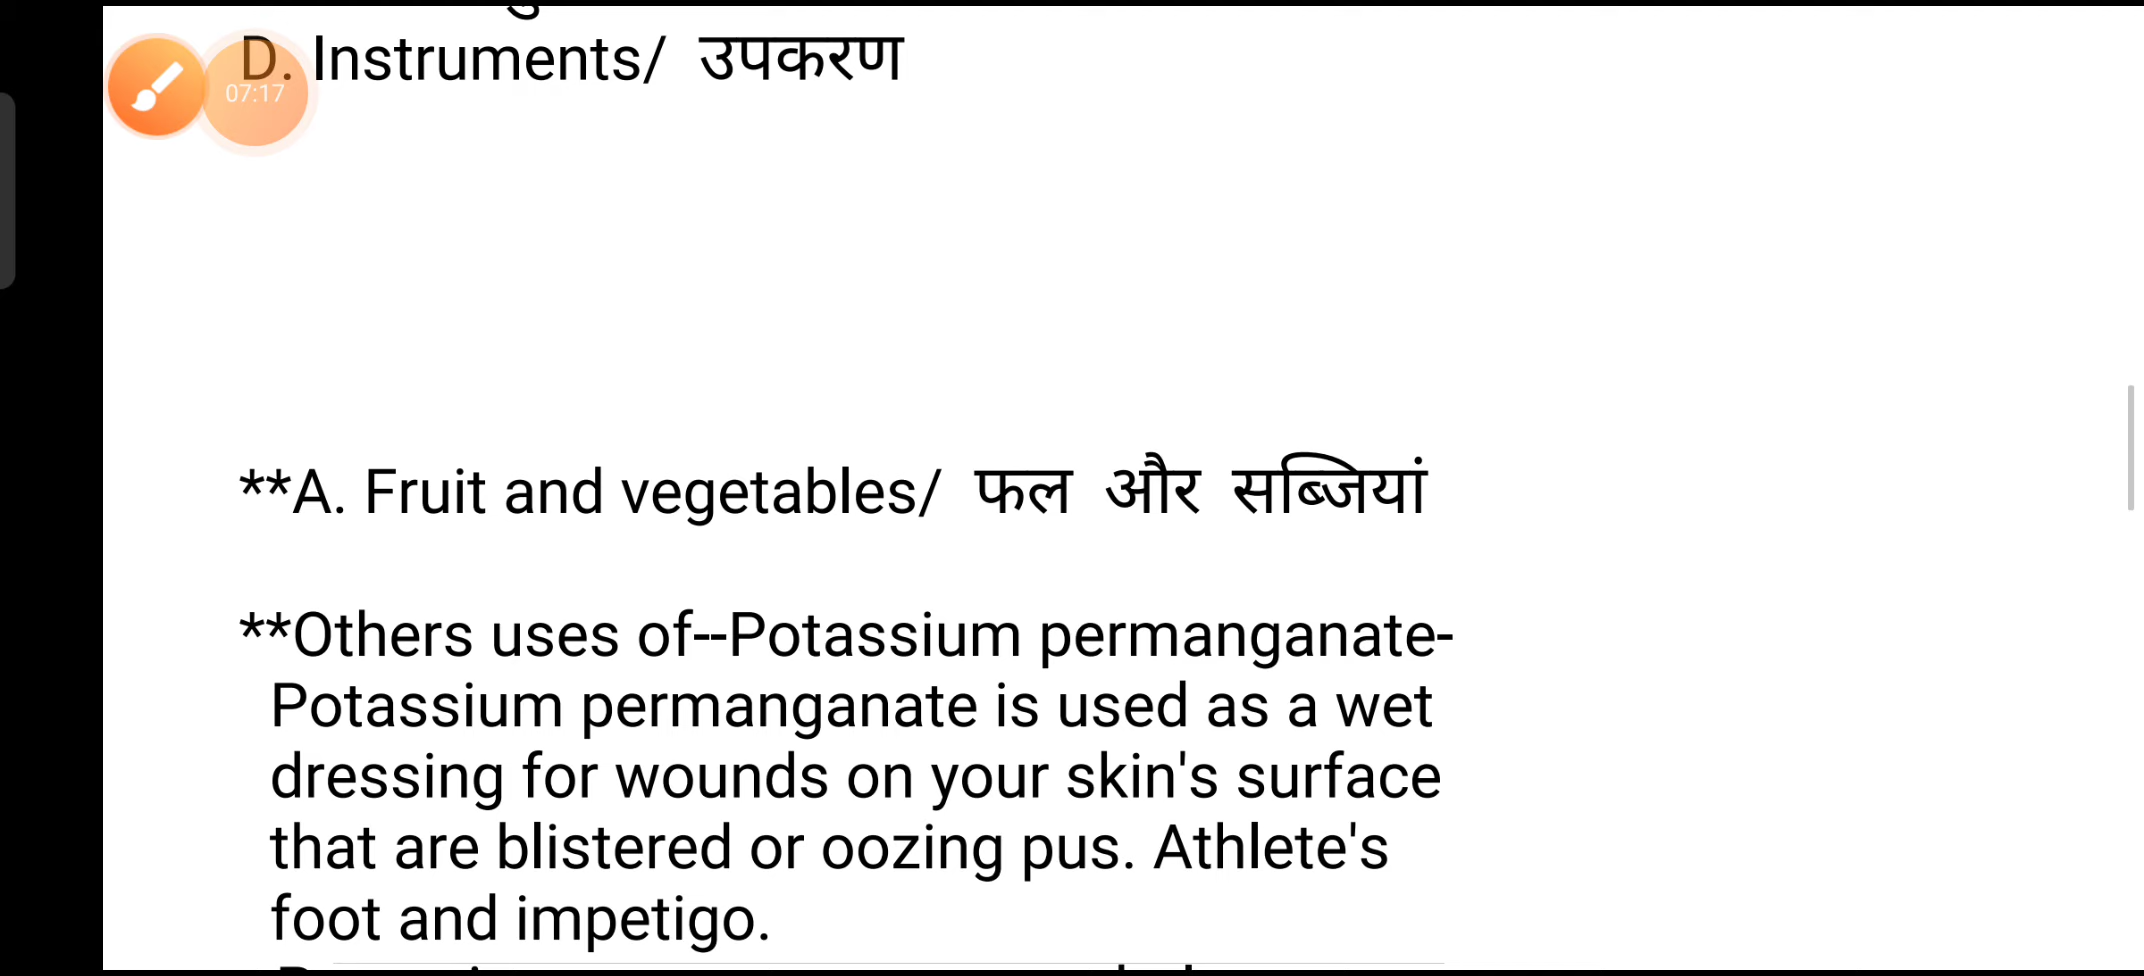 D. Instruments/ उपकरण
07:17
**A. Fruit and vegetables/ फल और सब्जियां
**Others uses of--Potassium permanganate-
Potassium permanganate is used as a wet
dressing for wounds on your skin's surface
that are blistered or oozing pus. Athlete's
foot and impetigo.